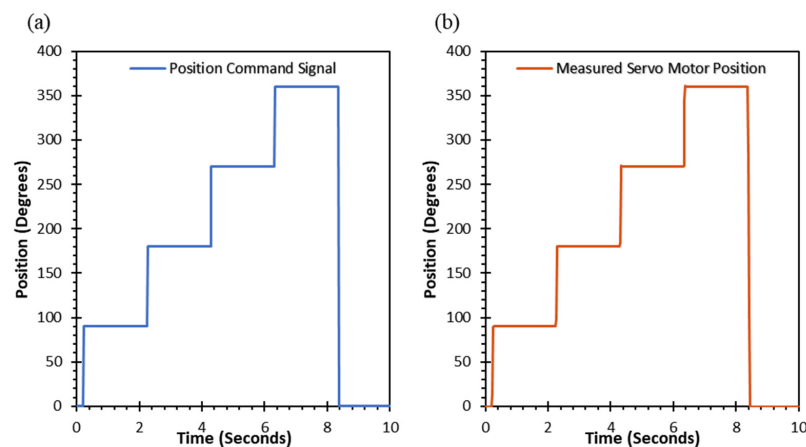 (a)
Position Command Signal
400
350
300
250
200
150
100
50
0
Position (Degrees)
0 2 4 6 8 10
Time (Seconds)
(b)
Measured Servo Motor Position
400
350
300
250
200
150
100
50
0
Position (Degrees)
0 2 4 6 8 10
Time (Seconds)